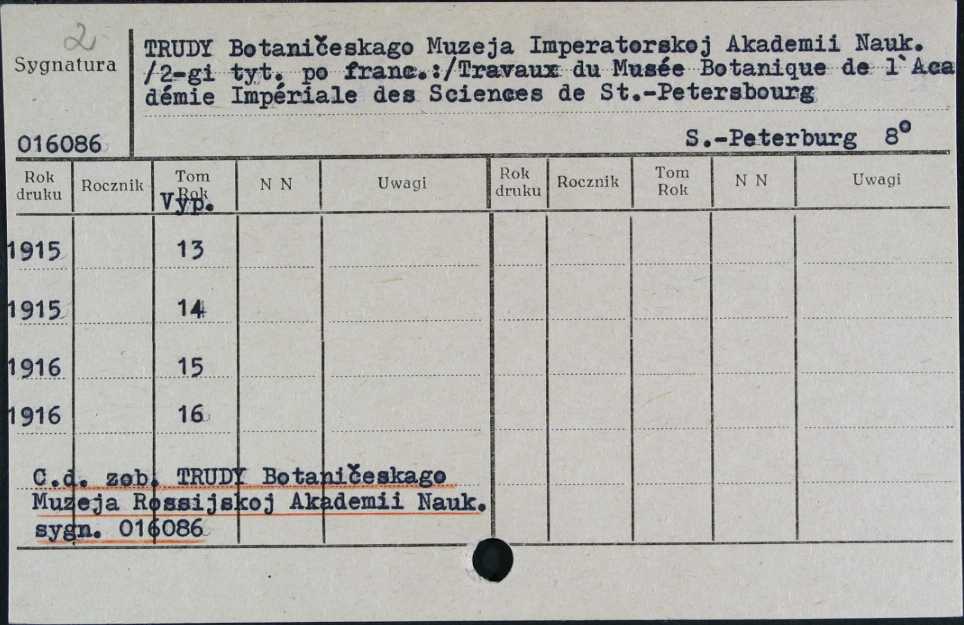 2
Sygnatura
TRUDY Botaničeskago Muzeja Imperatorskoj Akademii Nauk.
/2-gi tyt. po franc.:/Travaux du Musée Botanique de l`Aca
démie Impériale des Sciences de St.-Petersbourg
016086
S.-Peterburg 8°
Rok druku Rocznik Tom Rok N N Uwagi Rok druku Rocznik Tom Rok N N Uwagi
Vyp.
1915 13
1915 14
1916 15
1916 16
C.d. zob. TRUDY Botaničeskago
Muzeja Rossijskoj Akademii Nauk.
sygn. 016086